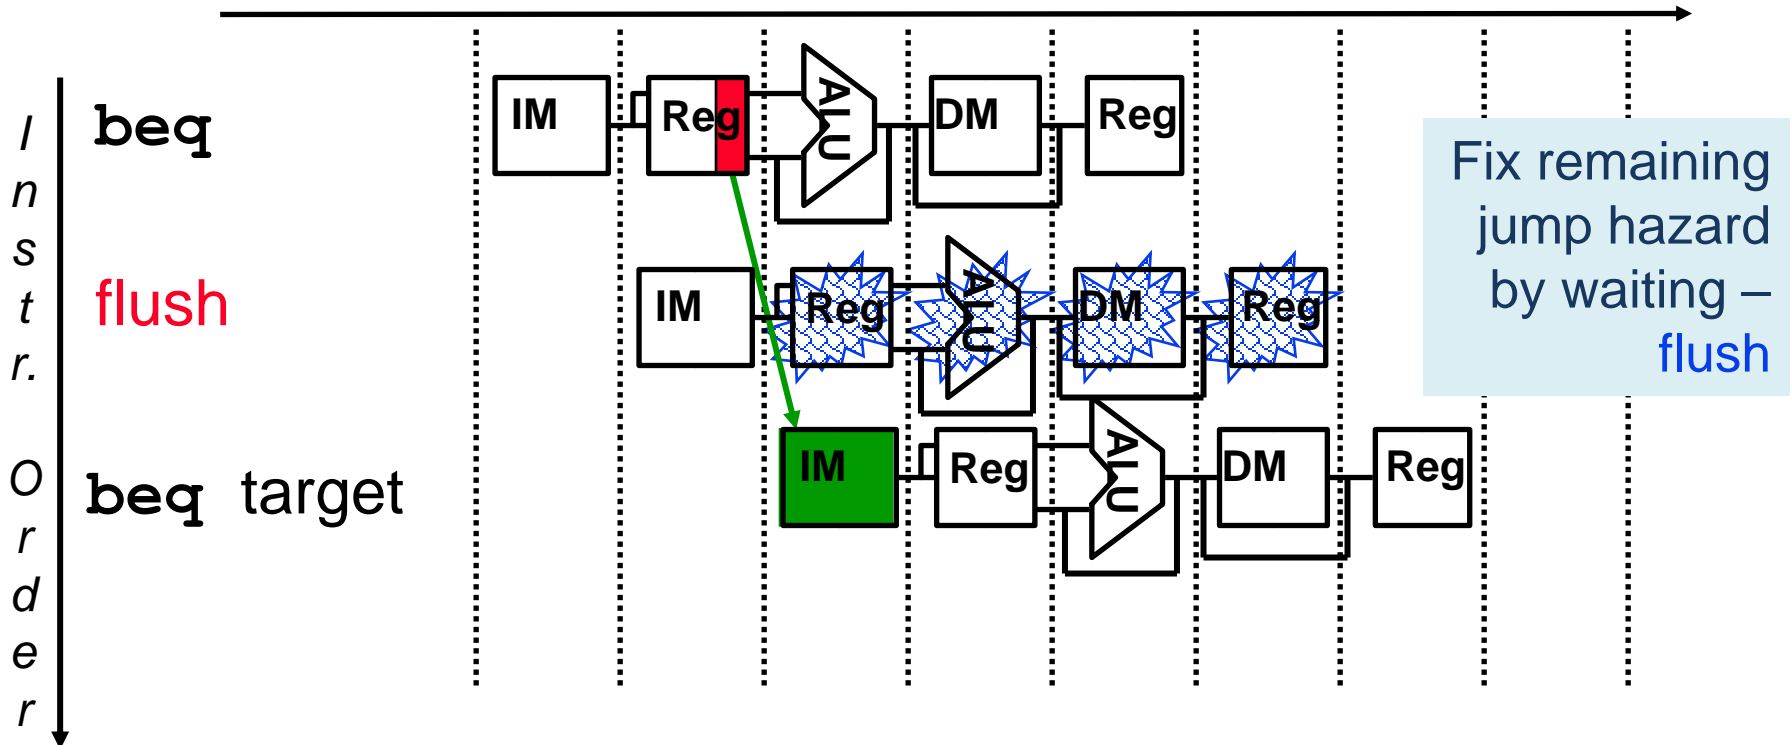 I
n
s
t
r.
O
r
d
e
r
beq
IM
Reg
ALU
DM
Reg
flush
IM
Reg
ALU
DM
Reg
beq target
IM
Reg
ALU
DM
Reg
Fix remaining
jump hazard
by waiting –
flush